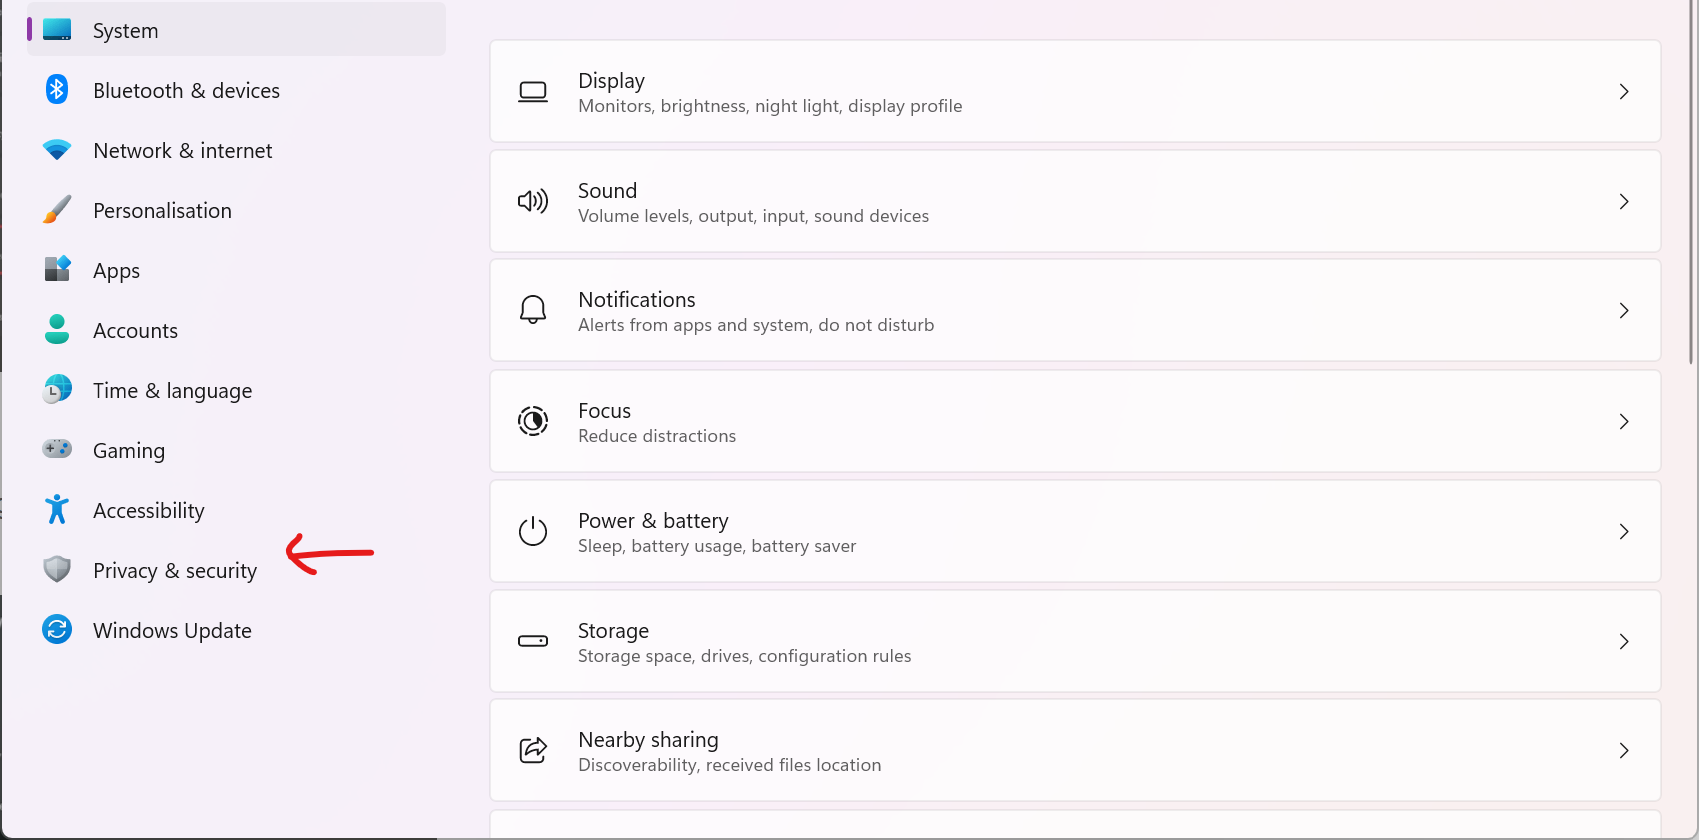 System
Bluetooth & devices
Network & internet
Personalisation
Apps
Accounts
Time & language
Gaming
Accessibility
Privacy & security
Windows Update
Display
Monitors, brightness, night light, display profile
Sound
Volume levels, output, input, sound devices
Notifications
Alerts from apps and system, do not disturb
Focus
Reduce distractions
Power & battery
Sleep, battery usage, battery saver
Storage
Storage space, drives, configuration rules
Nearby sharing
Discoverability, received files location